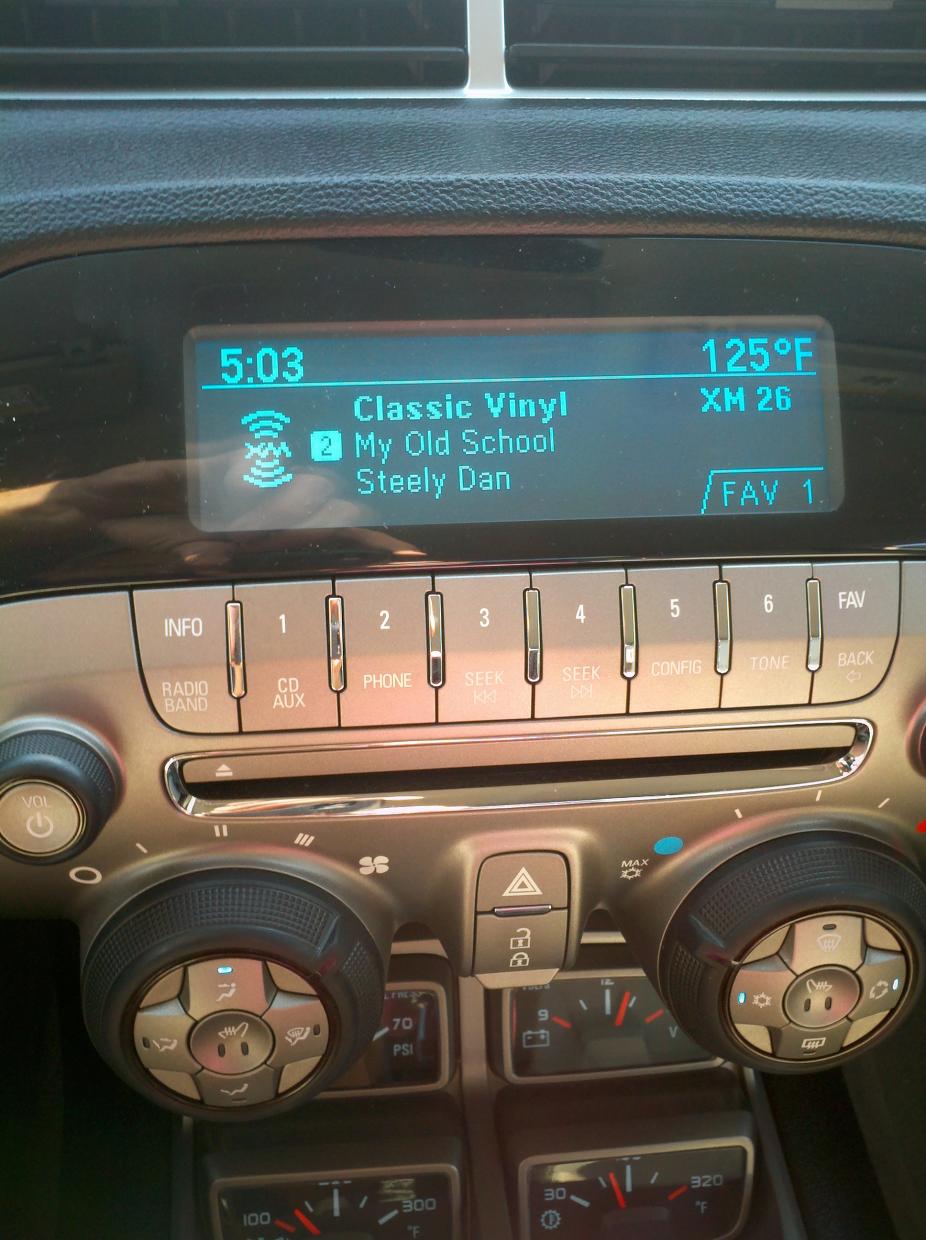 5:03 125°F
Classic Vinyl XM 26
XM 2 My Old School
Steely Dan
FAV 1
INFO 1 2 3 4 5 6 FAV
RADIO BAND CD AUX PHONE SEEK SEEK CONFIG TONE BACK
VOL
MAX
70
PSI
12
9
V
100 300
°F
30 320
°F